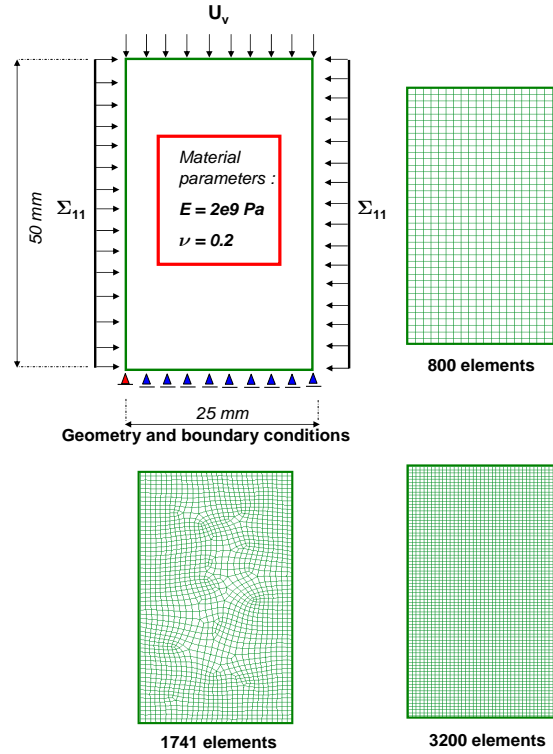 U_v
Material
parameters :
E = 2e9 Pa
ν = 0.2
Σ₁₁
Σ₁₁
50 mm
25 mm
Geometry and boundary conditions
800 elements
1741 elements
3200 elements